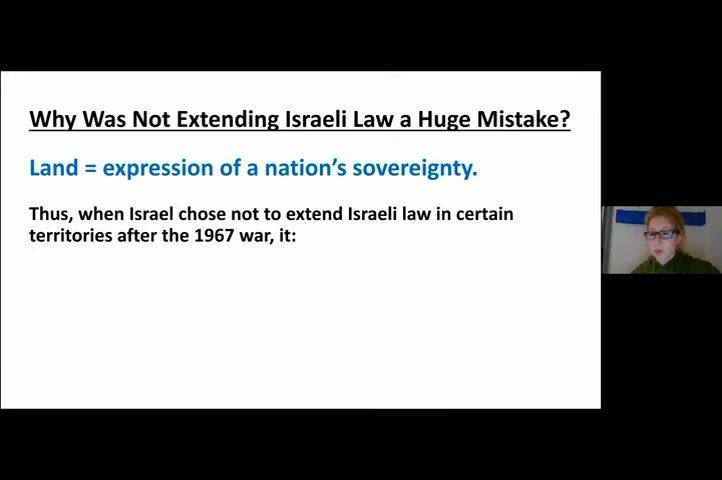 Why Was Not Extending Israeli Law a Huge Mistake?
Land = expression of a nation's sovereignty.
Thus, when Israel chose not to extend Israeli law in certain
territories after the 1967 war, it: